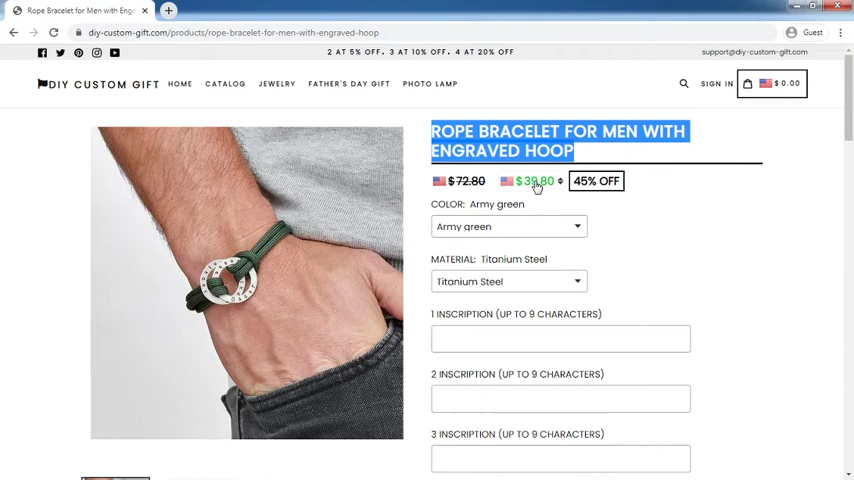 Rope Bracelet for Men with Engr
diy-custom-gift.com/products/rope-bracelet-for-men-with-engraved-hoop
Guest
2 AT 5% OFF. 3 AT 10% OFF. 4 AT 20% OFF
support@diy-custom-gift.com
DIY CUSTOM GIFT HOME CATALOG JEWELRY FATHER'S DAY GIFT PHOTO LAMP SIGN IN $ 0.00
ROPE BRACELET FOR MEN WITH
ENGRAVED HOOP
$ 72.80 $ 39.80 45% OFF
COLOR: Army green
Army green
MATERIAL: Titanium Steel
Titanium Steel
1 INSCRIPTION (UP TO 9 CHARACTERS)
2 INSCRIPTION (UP TO 9 CHARACTERS)
3 INSCRIPTION (UP TO 9 CHARACTERS)